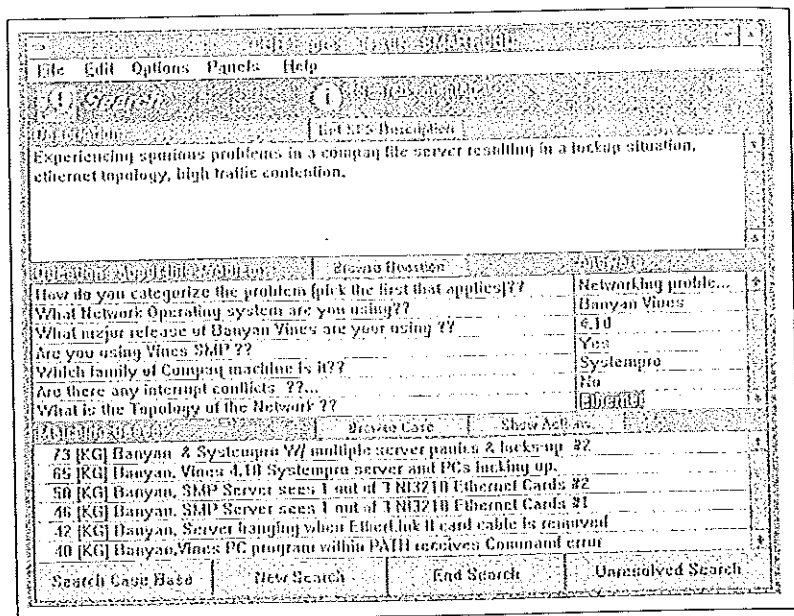 File Edit Options Panels Help
Search
Description
Experiencing spurious problems in a compaq file server resulting in a lockup situation,
ethernet topology, high traffic contention.
Browse Question
How do you categorize the problem (pick the first that applies)?? Networking proble...
What Network Operating system are you using?? Banyan Vines
What major release of Banyan Vines are your using ?? 4.10
Are you using Vines SMP ?? Yes
Which family of Compaq machine is it?? Systempro
Are there any interrupt conflicts ??... No
What is the Topology of the Network ?? Ethernet
Browse Case
73 [KG] Banyan & Systempro W/ multiple server panics & locks-up #2
65 [KG] Banyan, Vines 4.10 Systempro server and PCs locking up.
50 [KG] Banyan, SMP Server sees 1 out of 3 NI3210 Ethernet Cards #2
46 [KG] Banyan, SMP Server sees 1 out of 3 NI3210 Ethernet Cards #1
42 [KG] Banyan, Server hanging when EtherLink II card cable is removed
40 [KG] Banyan,Vines PC program within PATH receives Command error
Search Case Base New Search End Search Unresolved Search